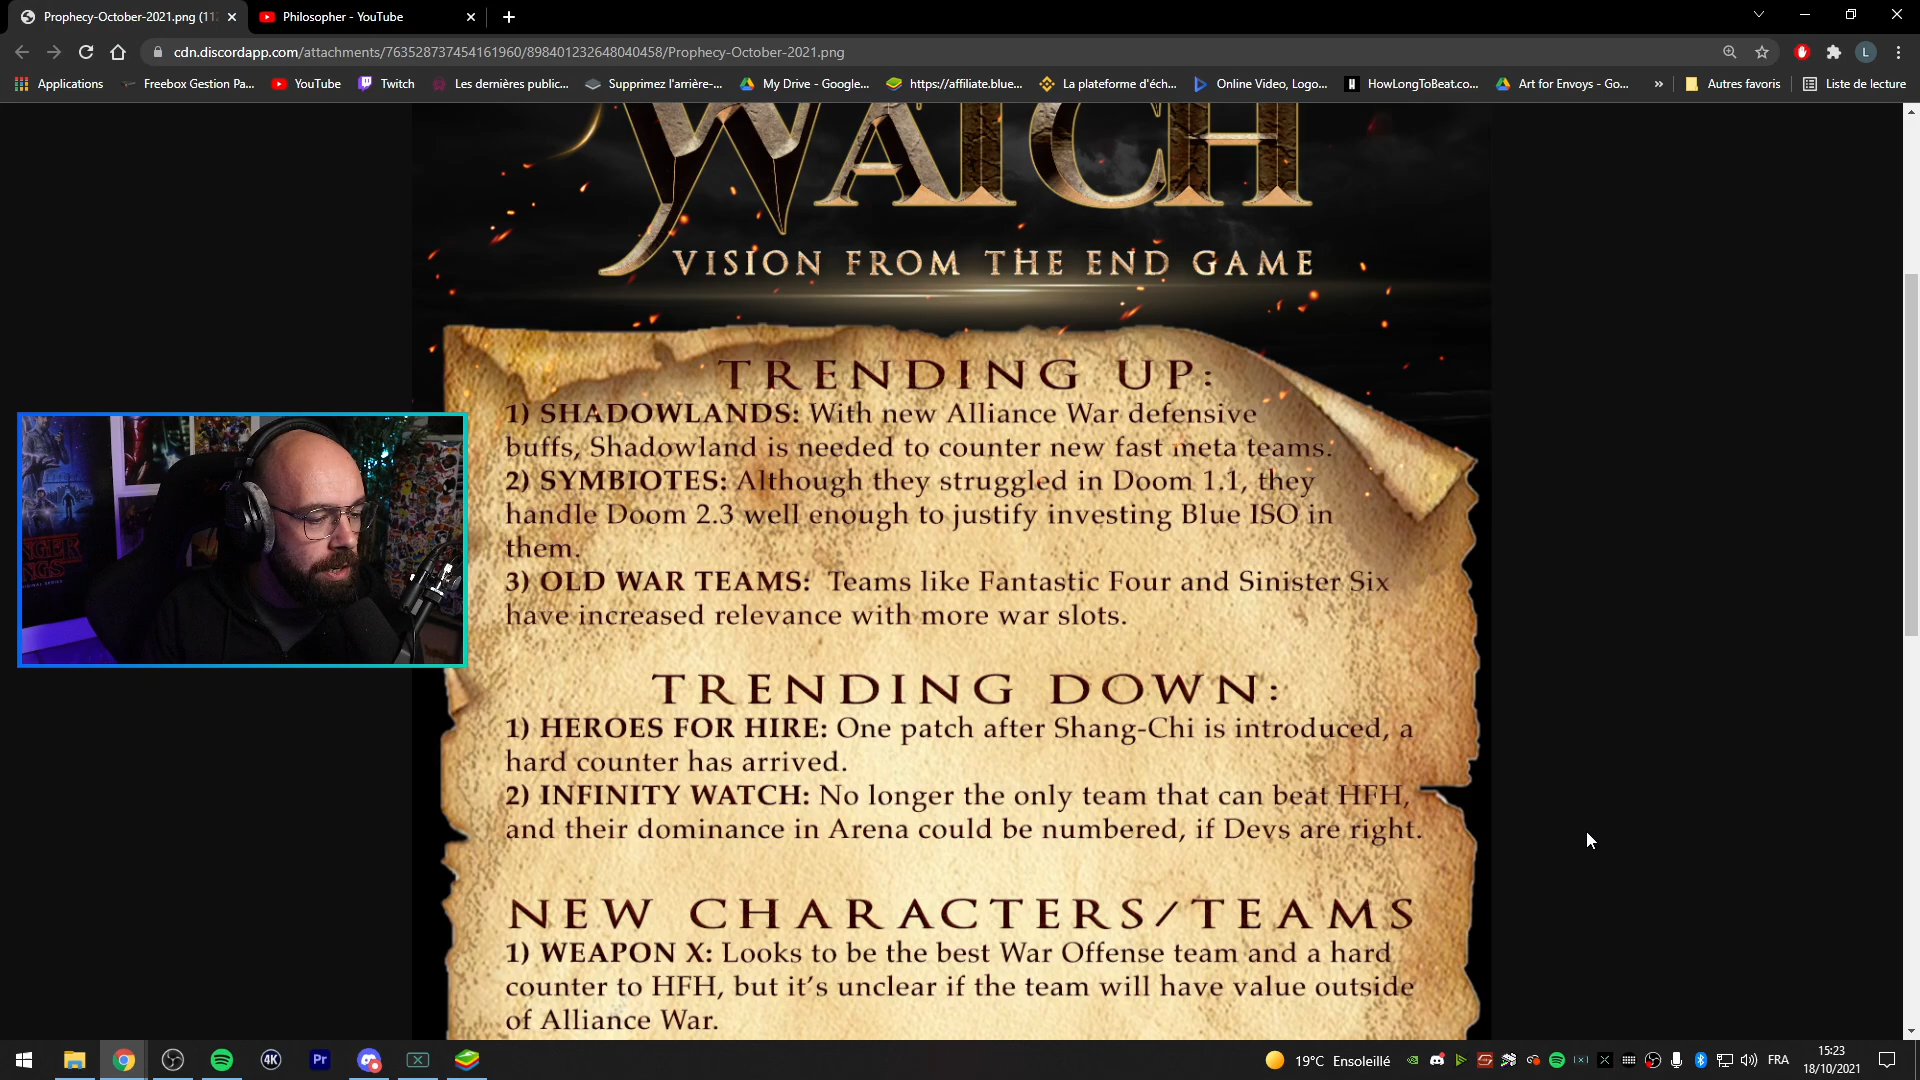 Prophecy-October-2021.png (11
Philosopher - YouTube
cdn.discordapp.com/attachments/763528737454161960/898401232648040458/Prophecy-October-2021.png
L
Applications
Freebox Gestion Pa...
YouTube
Twitch
Les dernières public...
Supprimez l'arrière-...
My Drive - Google...
https://affiliate.blue...
La plateforme d'éch...
Online Video, Logo...
HowLongToBeat.co...
Art for Envoys - Go...
»
Autres favoris
Liste de lecture
WATCH
VISION FROM THE END GAME
TRENDING UP:
1) SHADOWLANDS: With new Alliance War defensive
buffs, Shadowland is needed to counter new fast meta teams.
2) SYMBIOTES: Although they struggled in Doom 1.1, they
handle Doom 2.3 well enough to justify investing Blue ISO in
them.
3) OLD WAR TEAMS: Teams like Fantastic Four and Sinister Six
have increased relevance with more war slots.
TRENDING DOWN:
1) HEROES FOR HIRE: One patch after Shang-Chi is introduced, a
hard counter has arrived.
2) INFINITY WATCH: No longer the only team that can beat HFH,
and their dominance in Arena could be numbered, if Devs are right.
NEW CHARACTERS/TEAMS
1) WEAPON X: Looks to be the best War Offense team and a hard
counter to HFH, but it's unclear if the team will have value outside
of Alliance War.
4K
Pr
19°C Ensoleillé
FRA
15:23
18/10/2021